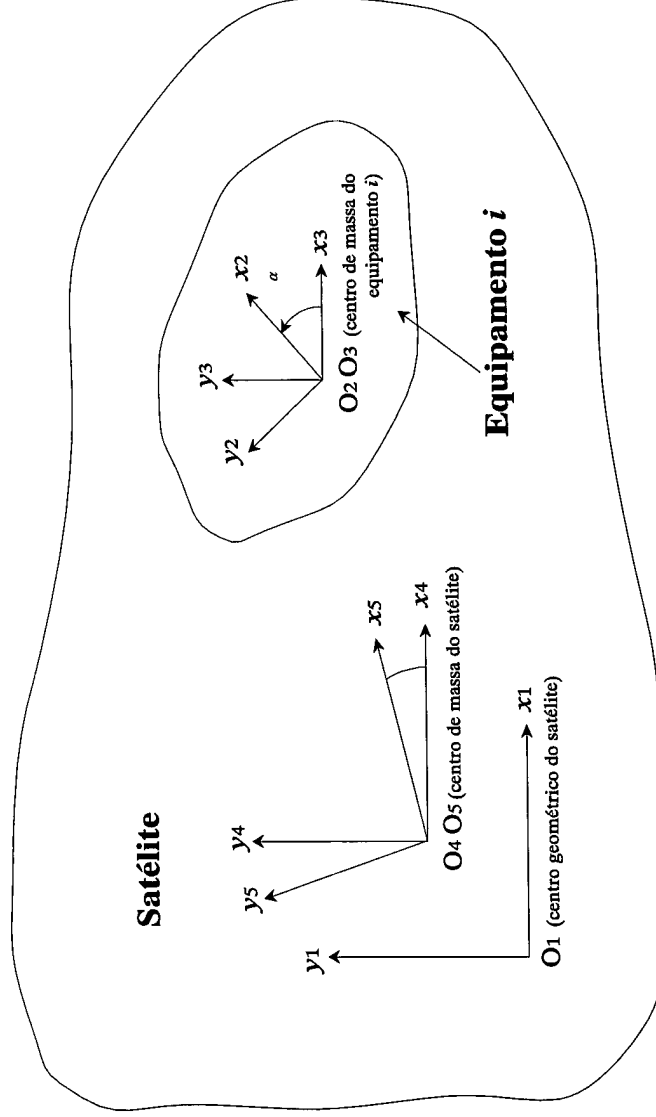 Satélite
y1
O1 (centro geométrico do satélite)
x1
y5
y4
O4 O5 (centro de massa do satélite)
x5
x4
y2
y3
O2 O3 (centro de massa do
equipamento i)
x2
α
x3
Equipamento i